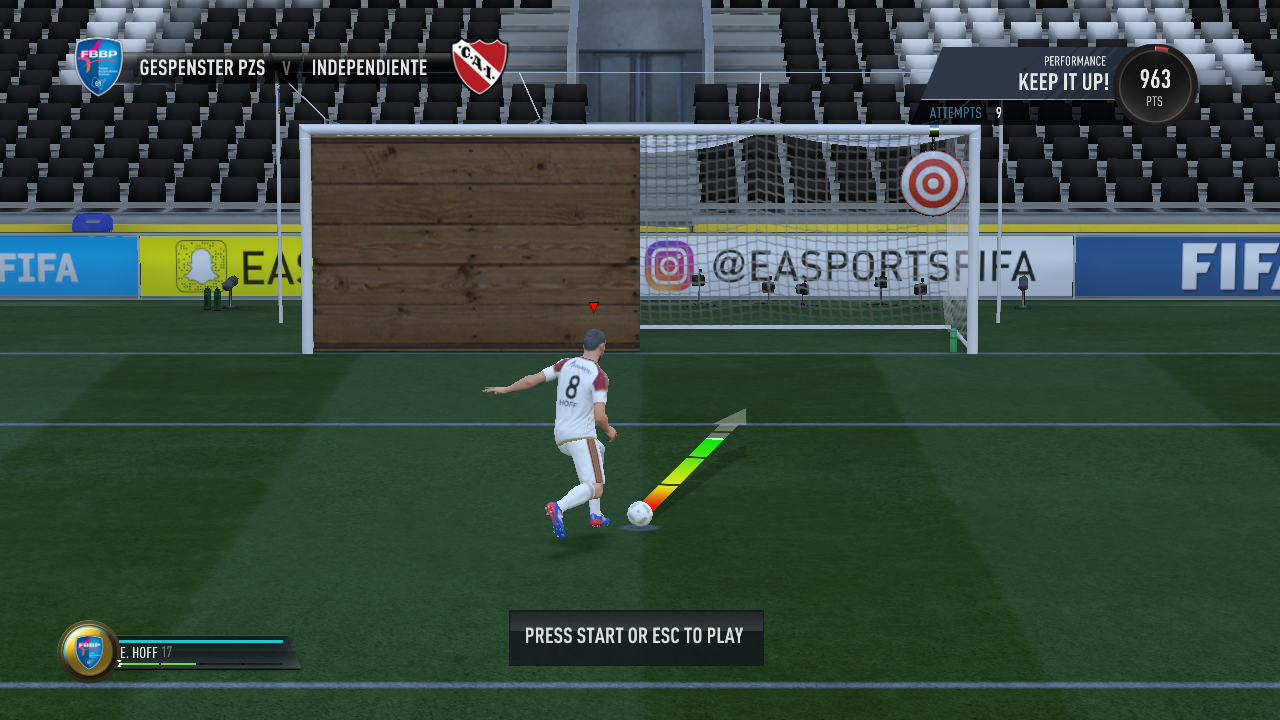 FBBP
GESPENSTER PZS V INDEPENDIENTE
C.A.I
PERFORMANCE
KEEP IT UP!
963
PTS
ATTEMPTS 9
FIFA
EAS
@EASPORTSFIFA
FIFA
8
HOFF
PRESS START OR ESC TO PLAY
FBBP
E. HOFF 17